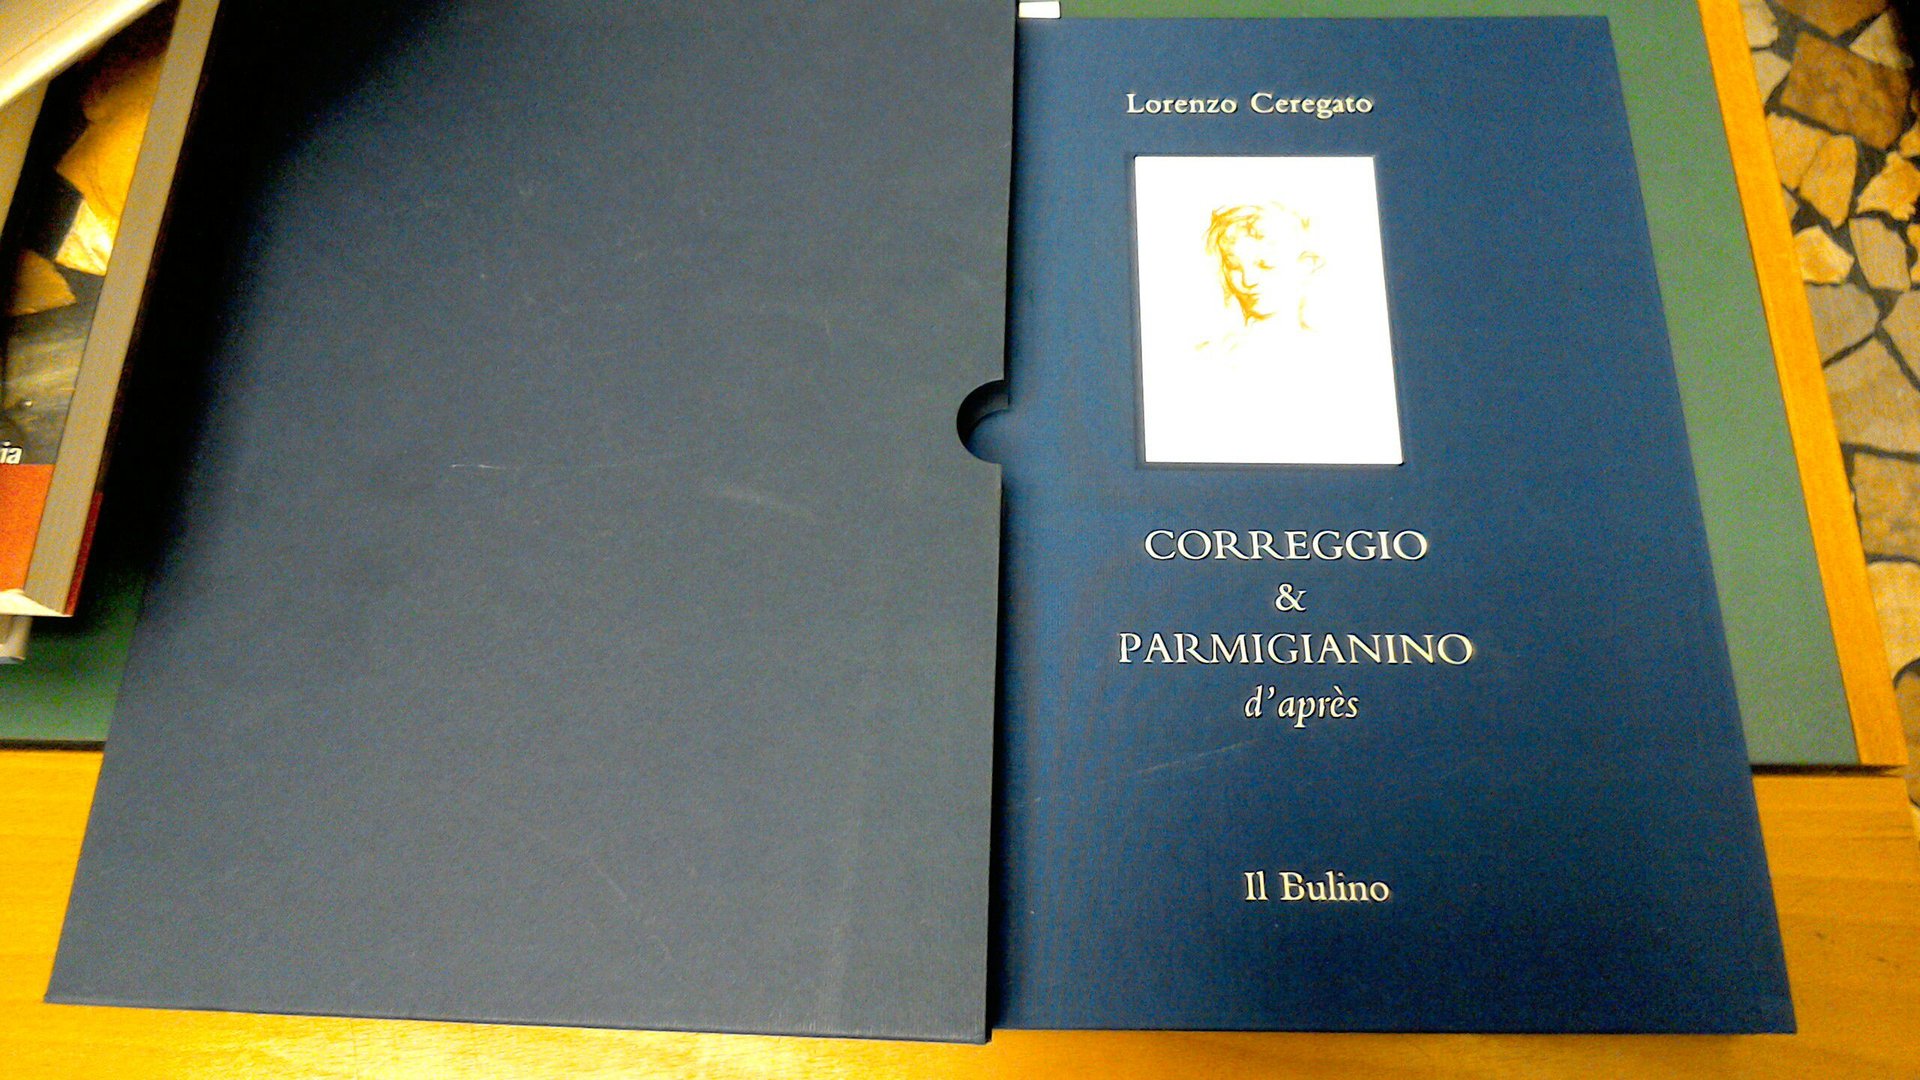 Lorenzo Ceregato
CORREGGIO
&
PARMIGIANINO
d'après
Il Bulino